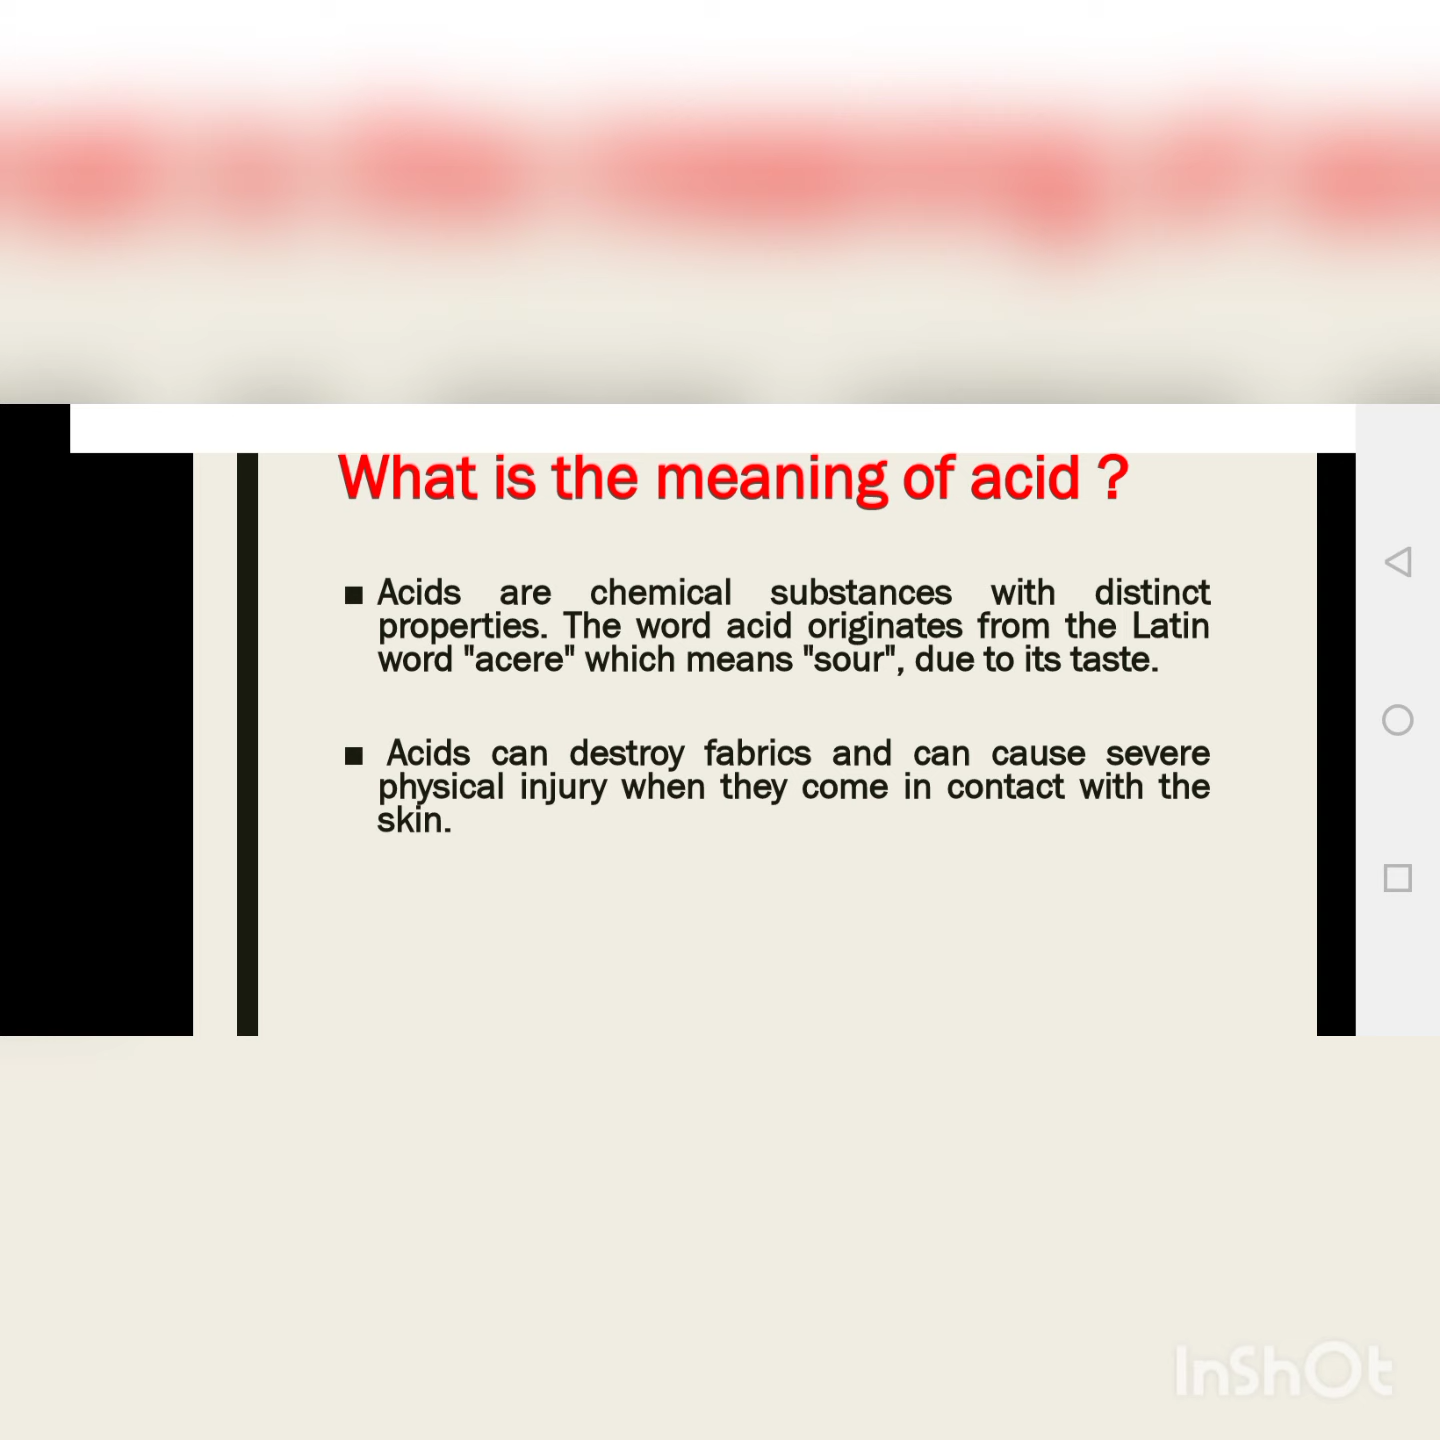 What is the meaning of acid ?
■ Acids are chemical substances with distinct
properties. The word acid originates from the Latin
word "acere" which means "sour", due to its taste.
■ Acids can destroy fabrics and can cause severe
physical injury when they come in contact with the
skin.
InShOt